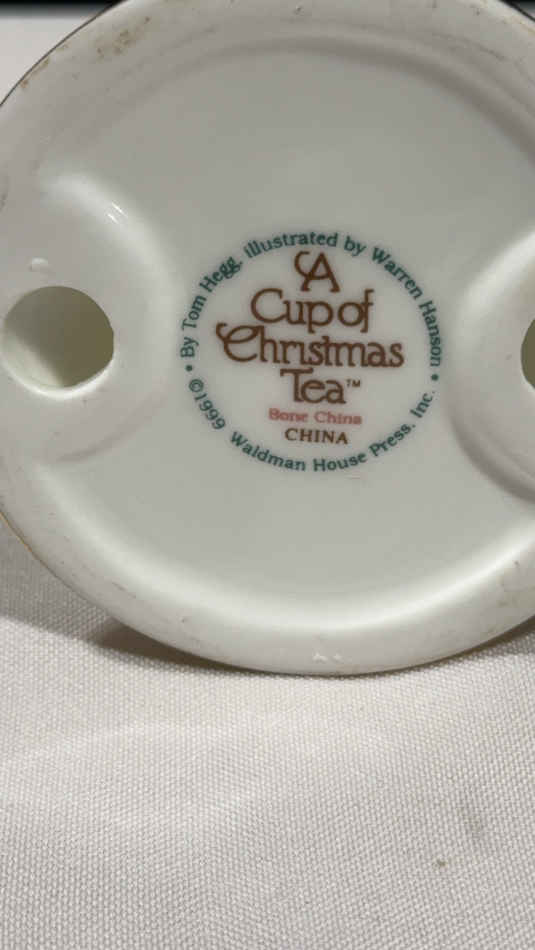 • By Tom Hegg, illustrated by Warren Hanson •
A
Cup of
Christmas
Tea™
Bone China
CHINA
©1999 Waldman House Press, Inc.